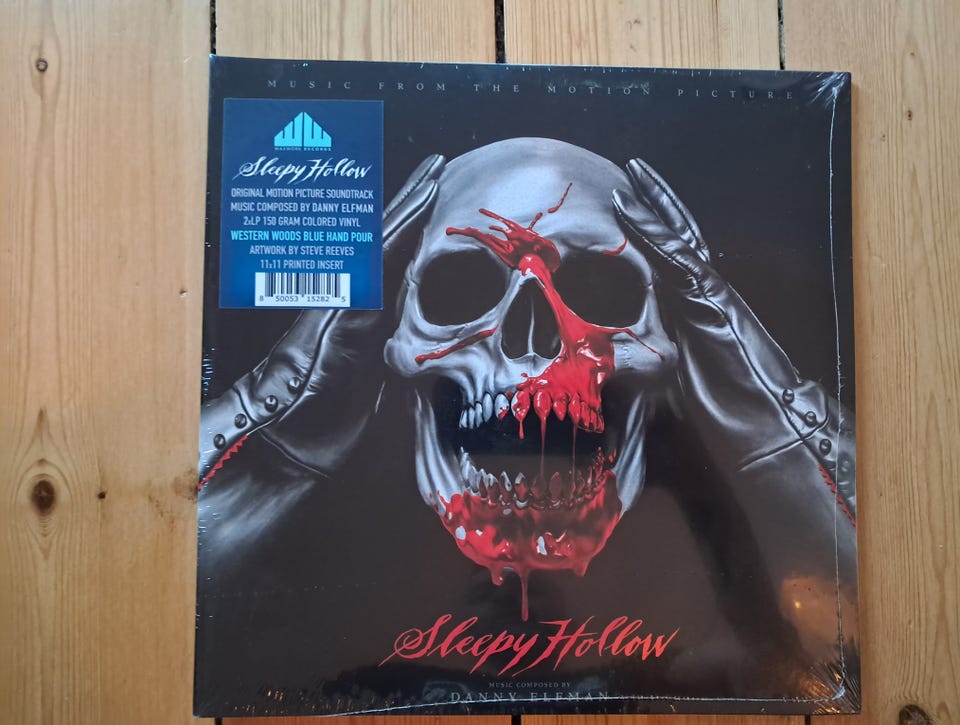 MUSIC FROM THE MOTION PICTURE
WAXWORK RECORDS
Sleepy Hollow
ORIGINAL MOTION PICTURE SOUNDTRACK
MUSIC COMPOSED BY DANNY ELFMAN
2xLP 150 GRAM COLORED VINYL
WESTERN WOODS BLUE HAND POUR
ARTWORK BY STEVE REEVES
11x11 PRINTED INSERT
8 50053 15282 5
Sleepy Hollow
MUSIC COMPOSED BY
DANNY ELFMAN